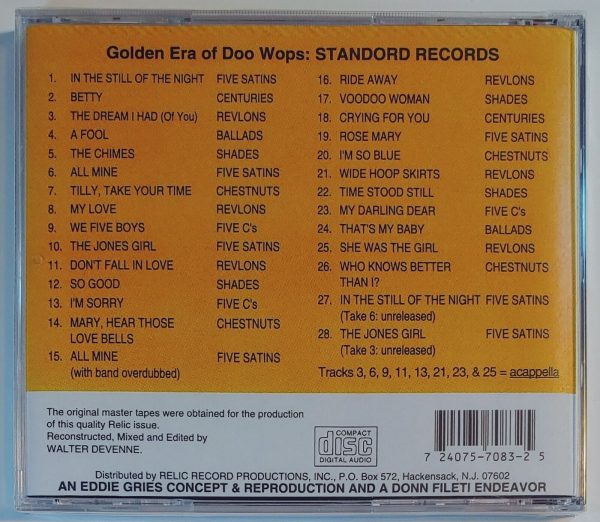 Golden Era of Doo Wops: STANDORD RECORDS
1. IN THE STILL OF THE NIGHT FIVE SATINS
2. BETTY CENTURIES
3. THE DREAM I HAD (Of You) REVLONS
4. A FOOL BALLADS
5. THE CHIMES SHADES
6. ALL MINE FIVE SATINS
7. TILLY, TAKE YOUR TIME CHESTNUTS
8. MY LOVE REVLONS
9. WE FIVE BOYS FIVE C's
10. THE JONES GIRL FIVE SATINS
11. DON'T FALL IN LOVE REVLONS
12. SO GOOD SHADES
13. I'M SORRY FIVE C's
14. MARY, HEAR THOSE CHESTNUTS
LOVE BELLS
15. ALL MINE FIVE SATINS
(with band overdubbed)
16. RIDE AWAY REVLONS
17. VOODOO WOMAN SHADES
18. CRYING FOR YOU CENTURIES
19. ROSE MARY FIVE SATINS
20. I'M SO BLUE CHESTNUTS
21. WIDE HOOP SKIRTS REVLONS
22. TIME STOOD STILL SHADES
23. MY DARLING DEAR FIVE C's
24. THAT'S MY BABY BALLADS
25. SHE WAS THE GIRL REVLONS
26. WHO KNOWS BETTER CHESTNUTS
THAN I?
27. IN THE STILL OF THE NIGHT FIVE SATINS
(Take 6: unreleased)
28. THE JONES GIRL FIVE SATINS
(Take 3: unreleased)
Tracks 3, 6, 9, 11, 13, 21, 23, & 25 = acappella
The original master tapes were obtained for the production
of this quality Relic issue.
Reconstructed, Mixed and Edited by
WALTER DEVENNE.
COMPACT
disc
DIGITAL AUDIO
7 24075-7083-2 5
Distributed by RELIC RECORD PRODUCTIONS, INC., P.O. Box 572, Hackensack, N.J. 07602
AN EDDIE GRIES CONCEPT & REPRODUCTION AND A DONN FILETI ENDEAVOR